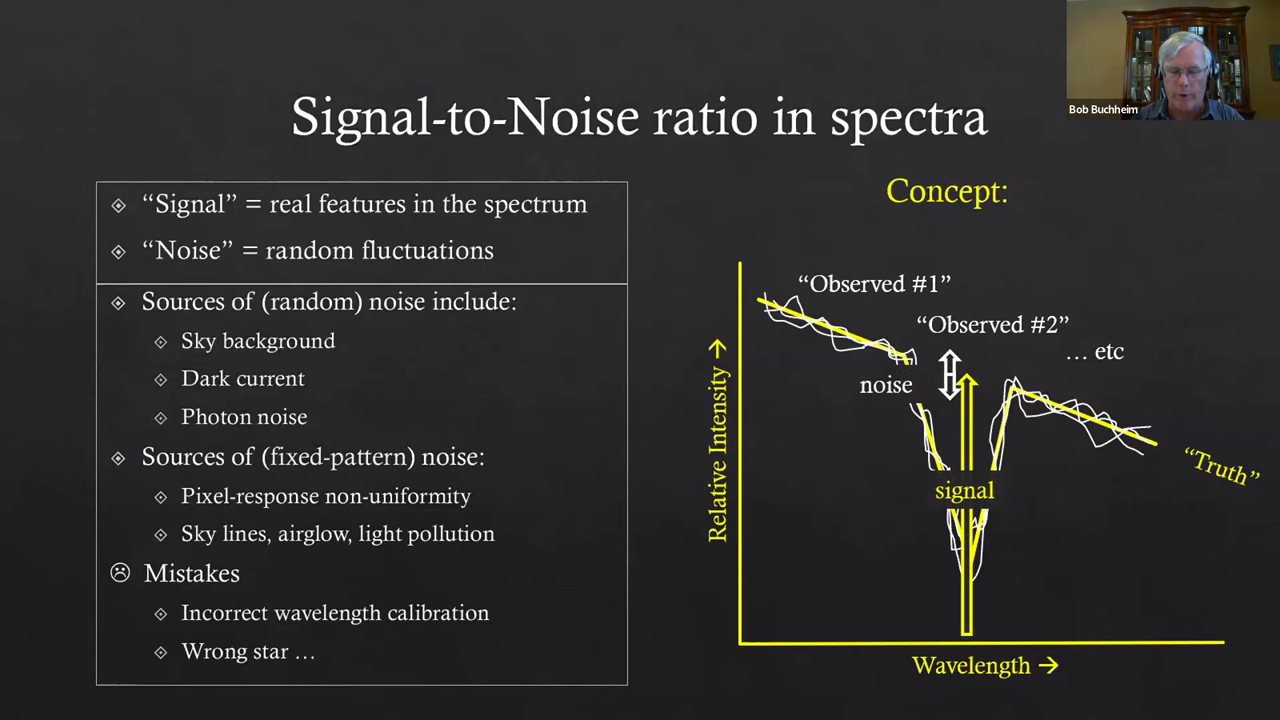 Bob Buchheim
Signal-to-Noise ratio in spectra
“Signal” = real features in the spectrum
“Noise” = random fluctuations
Sources of (random) noise include:
Sky background
Dark current
Photon noise
Sources of (fixed-pattern) noise:
Pixel-response non-uniformity
Sky lines, airglow, light pollution
Mistakes
Incorrect wavelength calibration
Wrong star …
Concept:
“Observed #1”
“Observed #2”
… etc
noise
signal
“Truth”
Relative Intensity →
Wavelength →